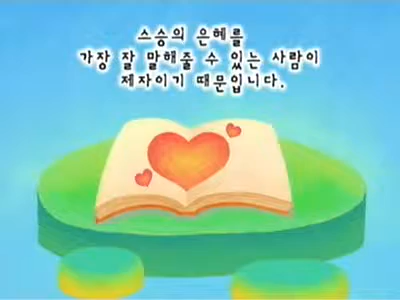 스승의 은혜를
가장 잘 말해줄 수 있는 사람이
제자이기 때문입니다.